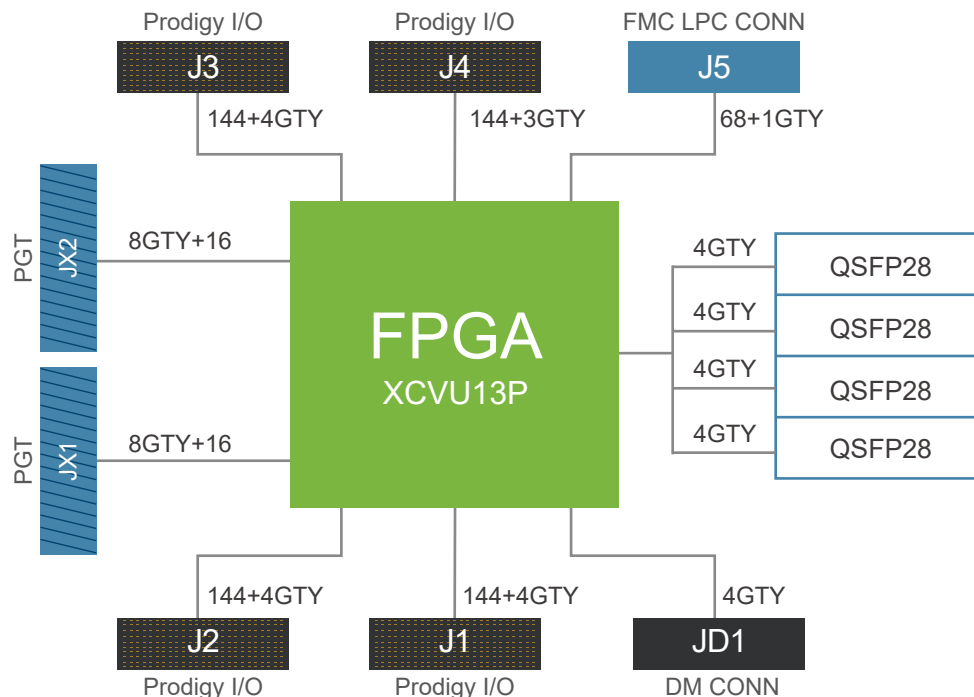 Prodigy I/O
Prodigy I/O
FMC LPC CONN
J3
J4
J5
144+4GTY
144+3GTY
68+1GTY
PGT
JX2
8GTY+16
PGT
JX1
8GTY+16
FPGA
XCVU13P
4GTY
QSFP28
4GTY
QSFP28
4GTY
QSFP28
4GTY
QSFP28
144+4GTY
144+4GTY
4GTY
J2
J1
JD1
Prodigy I/O
Prodigy I/O
DM CONN